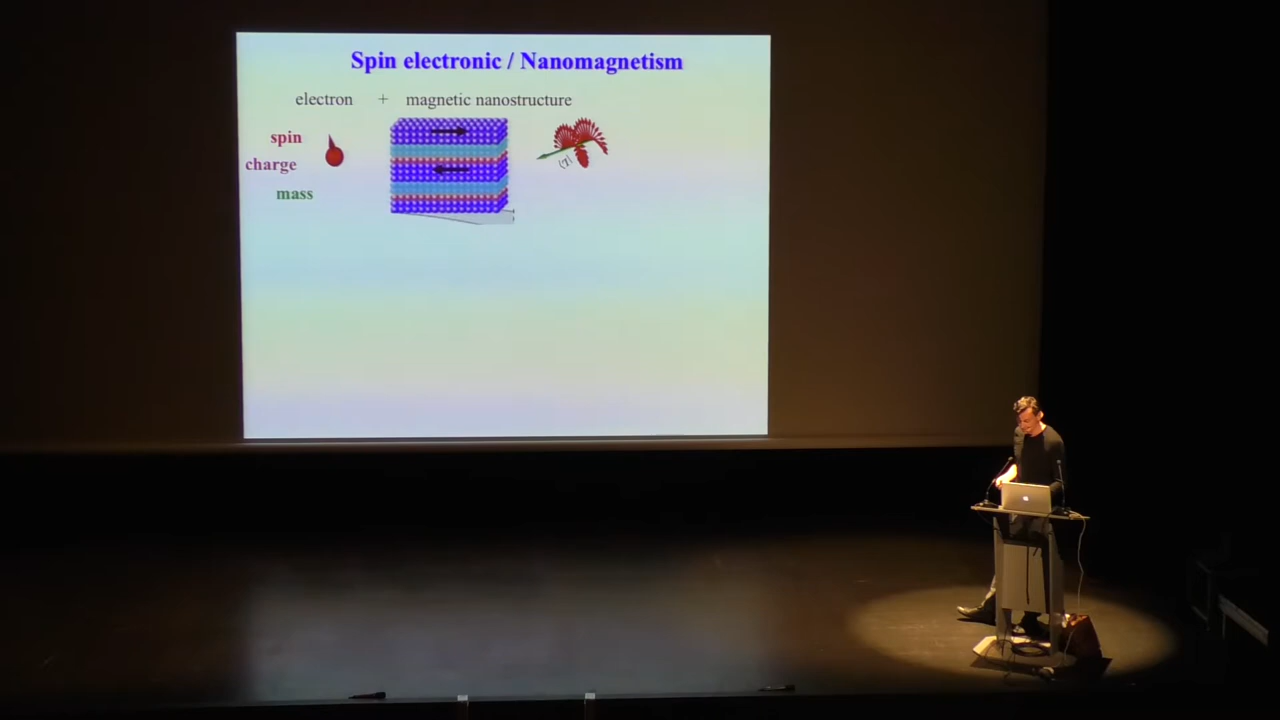 Spin electronic / Nanomagnetism
electron + magnetic nanostructure
spin
charge
mass